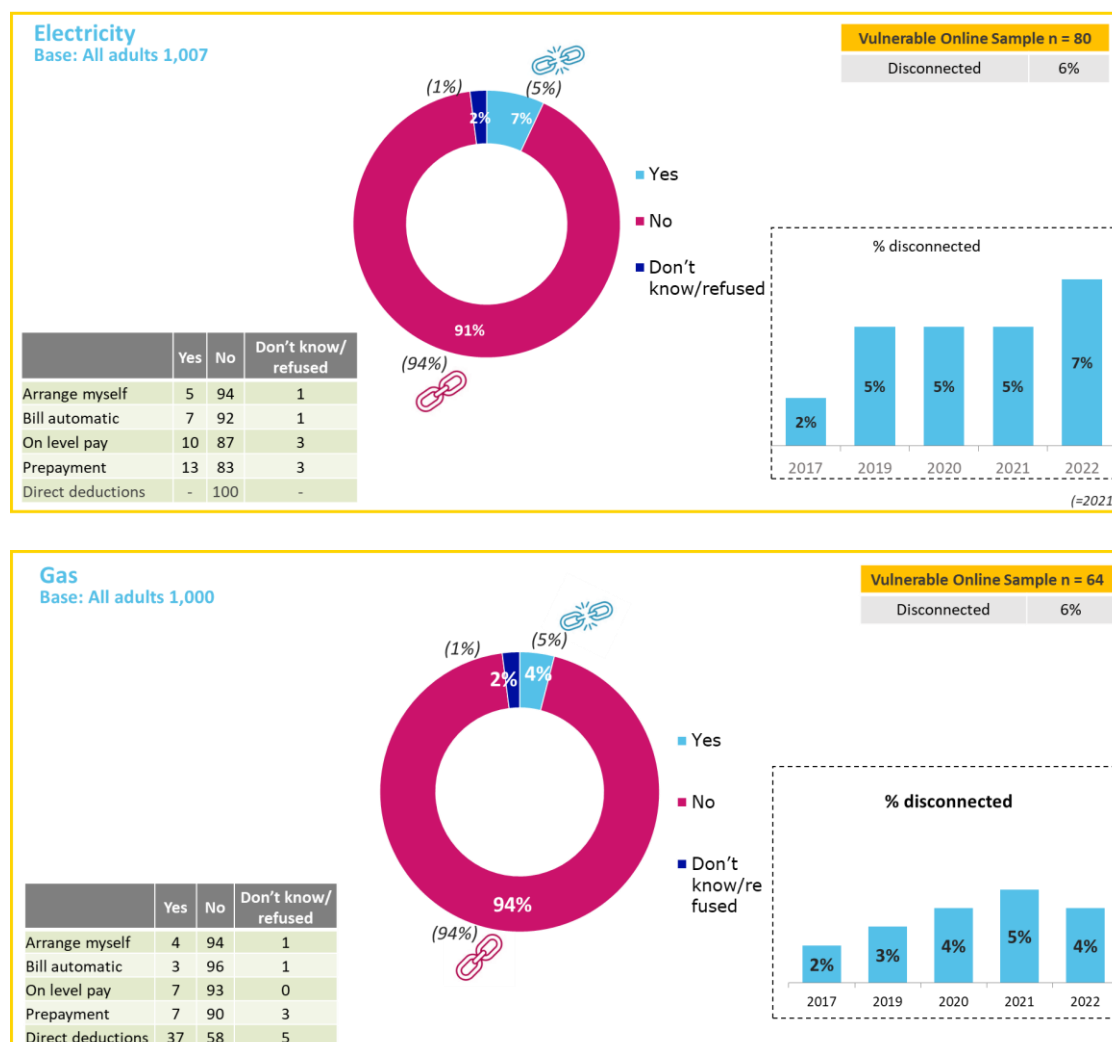 Electricity
Base: All adults 1,007
Vulnerable Online Sample n = 80
Disconnected 6%
(1%) (5%)
2% 7%
Yes
No
Don't
know/refused
91%
(94%)
% disconnected
2% 5% 5% 5% 7%
2017 2019 2020 2021 2022
(=2021
Yes No Don't know/
refused
Arrange myself 5 94 1
Bill automatic 7 92 1
On level pay 10 87 3
Prepayment 13 83 3
Direct deductions - 100 -
Gas
Base: All adults 1,000
Vulnerable Online Sample n = 64
Disconnected 6%
(1%) (5%)
2% 4%
Yes
No
Don't
know/re
fused
94%
(94%)
% disconnected
2% 3% 4% 5% 4%
2017 2019 2020 2021 2022
Yes No Don't know/
refused
Arrange myself 4 94 1
Bill automatic 3 96 1
On level pay 7 93 0
Prepayment 7 90 3
Direct deductions 37 58 5